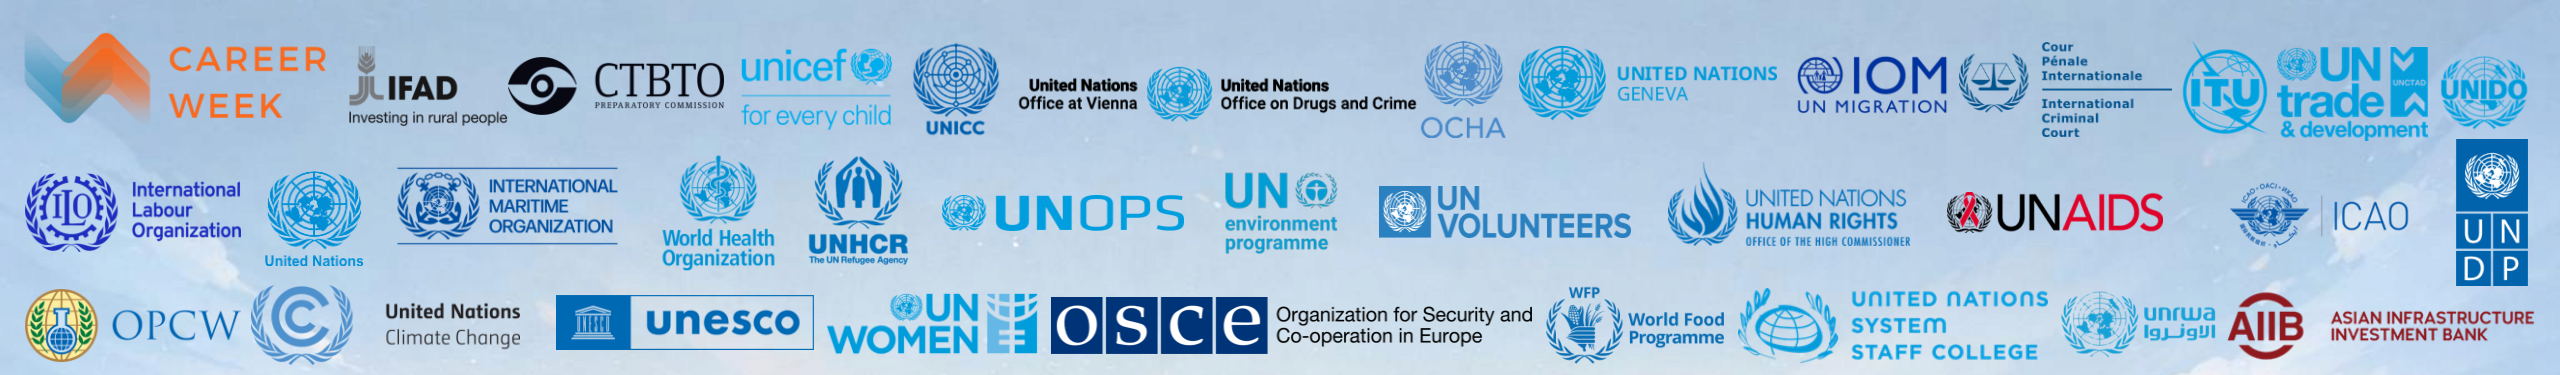 CAREER
WEEK
IFAD
Investing in rural people
CTBTO
PREPARATORY COMMISSION
unicef
for every child
UNICC
United Nations
Office at Vienna
United Nations
Office on Drugs and Crime
OCHA
UNITED NATIONS
GENEVA
IOM
UN MIGRATION
Cour
Pénale
Internationale
International
Criminal
Court
ITU
UN
trade
& development
UNCTAD
UNIDO
ILO
International
Labour
Organization
United Nations
INTERNATIONAL
MARITIME
ORGANIZATION
World Health
Organization
UNHCR
The UN Refugee Agency
UNOPS
UN
environment
programme
UN
VOLUNTEERS
UNITED NATIONS
HUMAN RIGHTS
OFFICE OF THE HIGH COMMISSIONER
UNAIDS
ICAO · OACI · ИКАО
ICAO
U N
D P
OPCW
United Nations
Climate Change
UNESCO
unesco
UN
WOMEN
osce
Organization for Security and
Co-operation in Europe
WFP
World Food
Programme
UNITED NATIONS
SYSTEM
STAFF COLLEGE
unrwa
الأونروا
AIIB
ASIAN INFRASTRUCTURE
INVESTMENT BANK